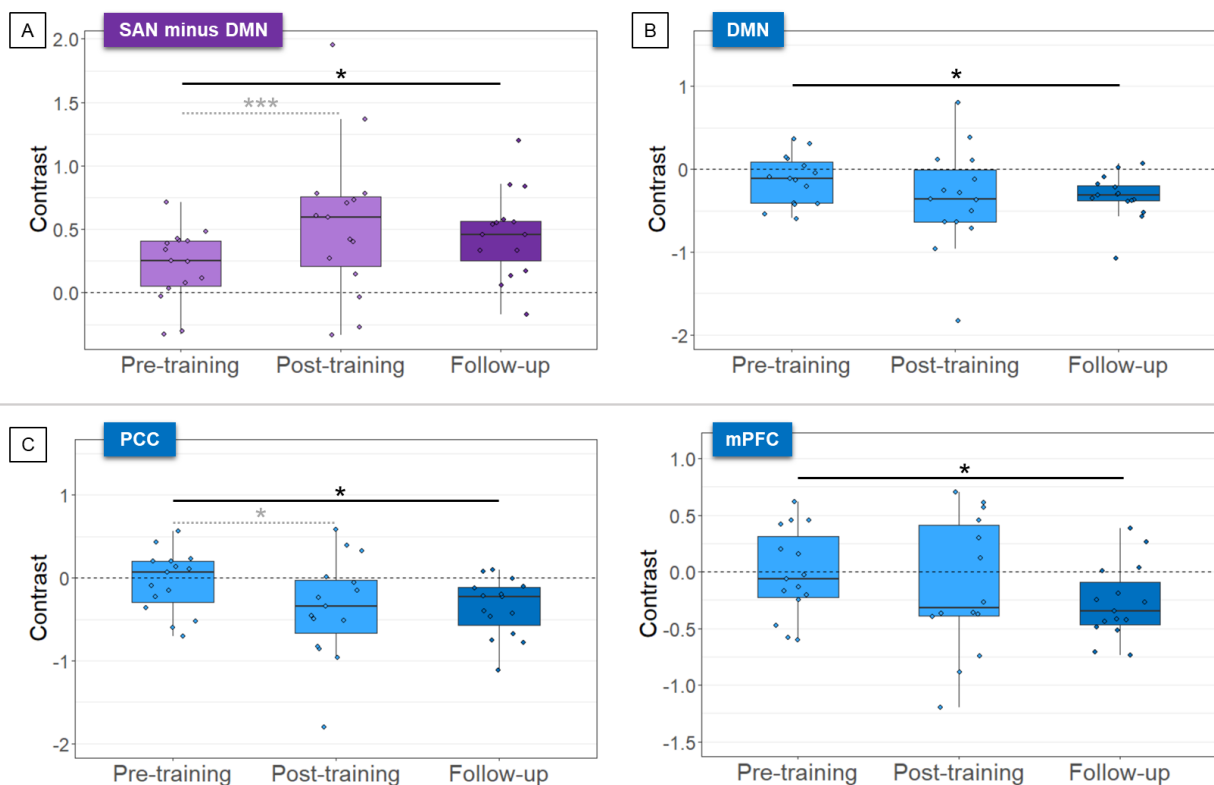 A
SAN minus DMN
2.0
1.5
1.0
0.5
0.0
Contrast
*
***
Pre-training
Post-training
Follow-up
B
DMN
1
0
-1
-2
Contrast
*
Pre-training
Post-training
Follow-up
C
PCC
1
0
-1
-2
Contrast
*
*
Pre-training
Post-training
Follow-up
mPFC
1.0
0.5
0.0
-0.5
-1.0
-1.5
Contrast
*
Pre-training
Post-training
Follow-up